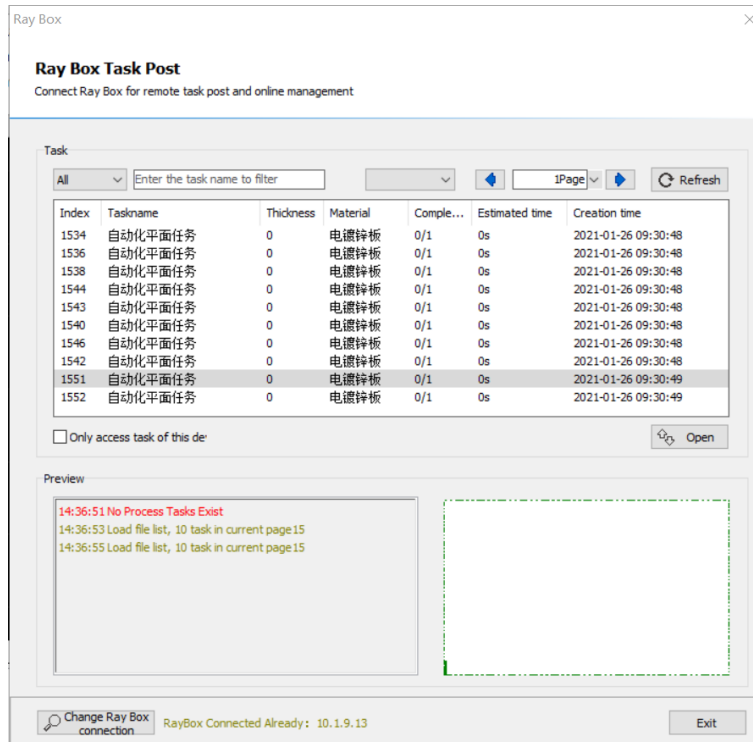 Ray Box
Ray Box Task Post
Connect Ray Box for remote task post and online management
Task
All Enter the task name to filter 1Page Refresh
Index Taskname Thickness Material Comple... Estimated time Creation time
1534 自动化平面任务 0 电镀锌板 0/1 0s 2021-01-26 09:30:48
1536 自动化平面任务 0 电镀锌板 0/1 0s 2021-01-26 09:30:48
1538 自动化平面任务 0 电镀锌板 0/1 0s 2021-01-26 09:30:48
1544 自动化平面任务 0 电镀锌板 0/1 0s 2021-01-26 09:30:48
1543 自动化平面任务 0 电镀锌板 0/1 0s 2021-01-26 09:30:48
1540 自动化平面任务 0 电镀锌板 0/1 0s 2021-01-26 09:30:48
1546 自动化平面任务 0 电镀锌板 0/1 0s 2021-01-26 09:30:48
1542 自动化平面任务 0 电镀锌板 0/1 0s 2021-01-26 09:30:48
1551 自动化平面任务 0 电镀锌板 0/1 0s 2021-01-26 09:30:49
1552 自动化平面任务 0 电镀锌板 0/1 0s 2021-01-26 09:30:49
Only access task of this de
Open
Preview
14:36:51 No Process Tasks Exist
14:36:53 Load file list, 10 task in current page15
14:36:55 Load file list, 10 task in current page15
Change Ray Box
connection
RayBox Connected Already: 10.1.9.13
Exit